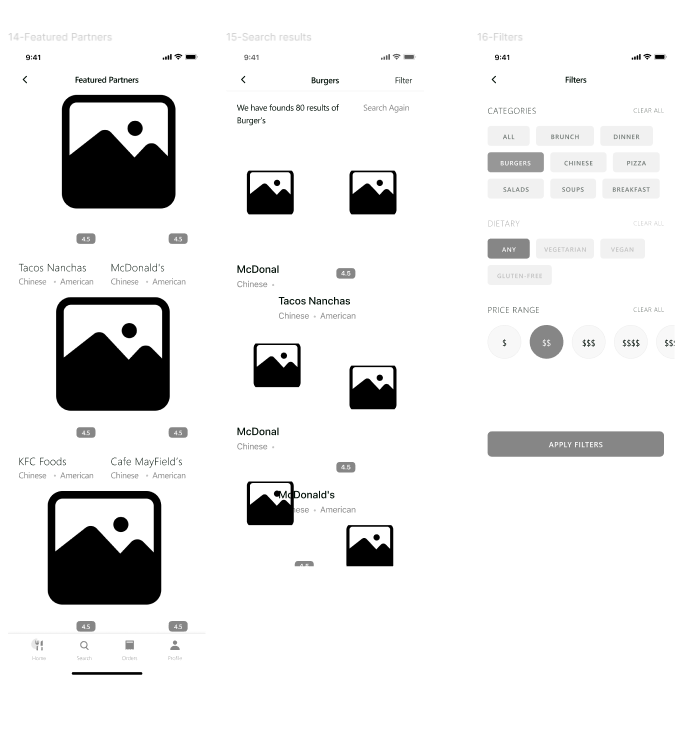 14-Featured Partners
9:41
Featured Partners
4.5 4.5
Tacos Nanchas McDonald's
Chinese • American Chinese • American
4.5 4.5
KFC Foods Cafe MayField's
Chinese • American Chinese • American
4.5 4.5
Home Search Orders Profile
15-Search results
9:41
Burgers Filter
We have founds 80 results of Search Again
Burger's
McDonal 4.5
Chinese •
Tacos Nanchas
Chinese • American
McDonal
Chinese •
4.5
McDonald's
nese • American
16-Filters
9:41
Filters
CATEGORIES CLEAR ALL
ALL BRUNCH DINNER
BURGERS CHINESE PIZZA
SALADS SOUPS BREAKFAST
DIETARY CLEAR ALL
ANY VEGETARIAN VEGAN
GLUTEN-FREE
PRICE RANGE CLEAR ALL
$ $$ $$$ $$$$ $$$
APPLY FILTERS